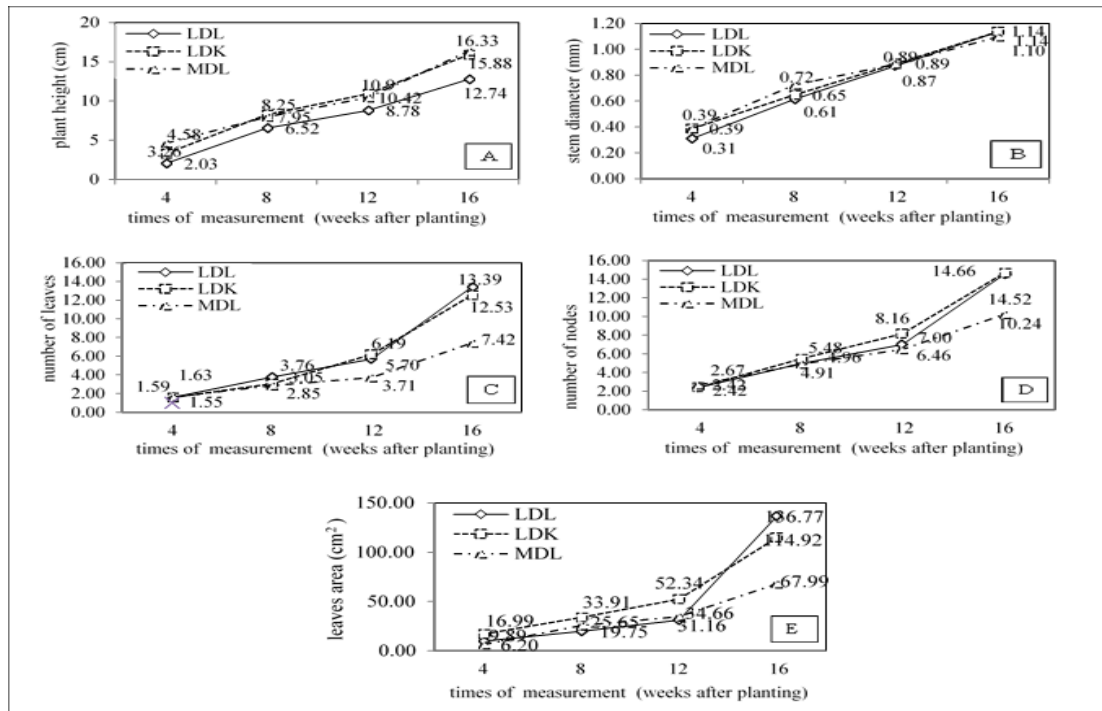 20
15
10
5
0
plant height (cm)
LDL
LDK
MDL
4.58
2.03
8.25
7.95
6.52
10.9
10.42
8.78
16.33
15.88
12.74
A
4 8 12 16
times of measurement (weeks after planting)
1.20
1.00
0.80
0.60
0.40
0.20
0.00
stem diameter (mm)
LDL
LDK
MDL
0.39
0.39
0.31
0.72
0.65
0.61
0.89
0.89
0.87
1.14
1.14
1.10
B
4 8 12 16
times of measurement (weeks after planting)
16.00
14.00
12.00
10.00
8.00
6.00
4.00
2.00
0.00
number of leaves
LDL
LDK
MDL
1.59
1.63
1.55
3.76
3.05
2.85
6.19
5.70
3.71
13.39
12.53
7.42
C
4 8 12 16
times of measurement (weeks after planting)
16.00
14.00
12.00
10.00
8.00
6.00
4.00
2.00
0.00
number of nodes
LDL
LDK
MDL
2.67
2.42
5.48
4.96
4.91
8.16
7.00
6.46
14.66
14.52
10.24
D
4 8 12 16
times of measurement (weeks after planting)
150.00
100.00
50.00
0.00
leaves area (cm²)
LDL
LDK
MDL
16.99
9.89
6.20
33.91
25.65
19.75
52.34
34.66
31.16
136.77
114.92
67.99
E
4 8 12 16
times of measurement (weeks after planting)